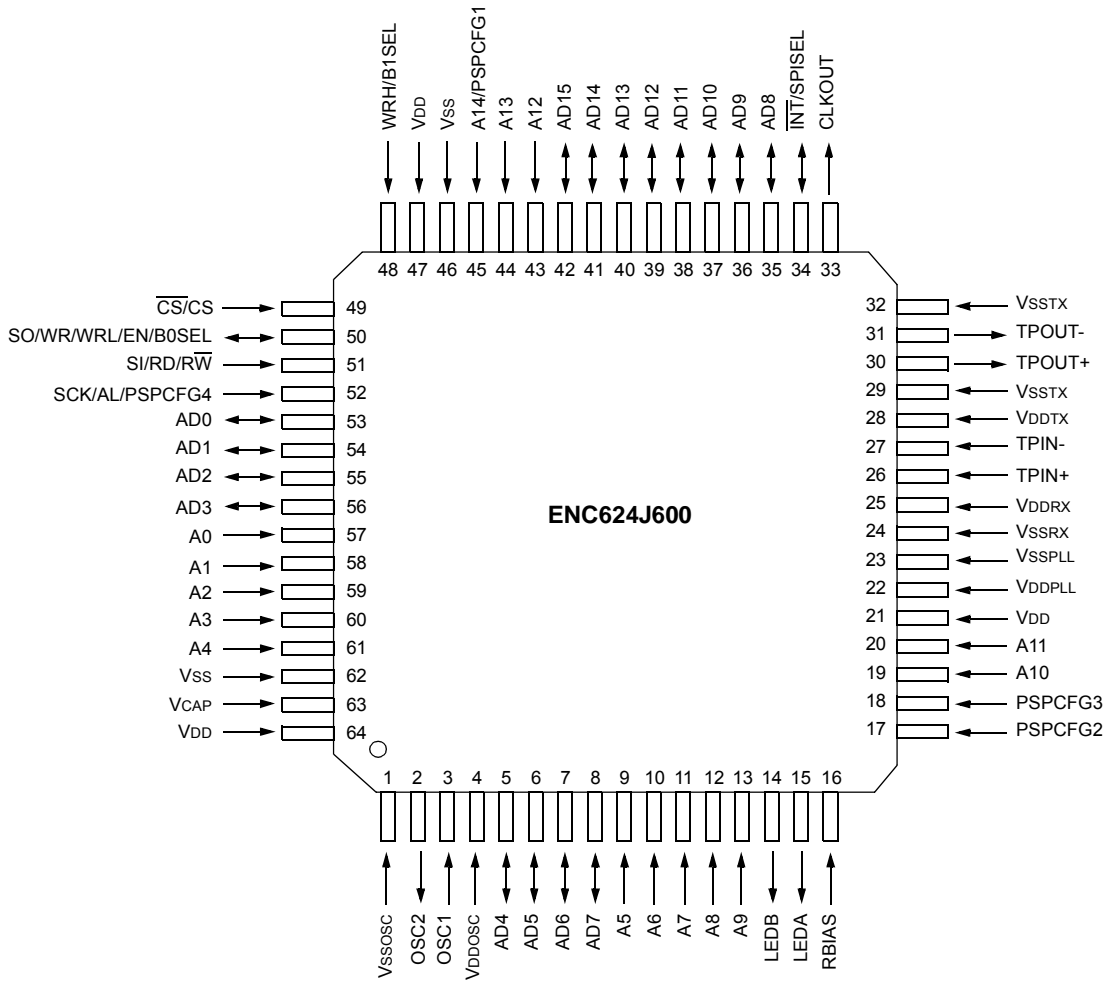 WRH/B1SEL
VDD
VSS
A14/PSPCFG1
A13
A12
AD15
AD14
AD13
AD12
AD11
AD10
AD9
AD8
INT/SPISEL
CLKOUT
48 47 46 45 44 43 42 41 40 39 38 37 36 35 34 33
CS/CS 49
SO/WR/WRL/EN/B0SEL 50
SI/RD/RW 51
SCK/AL/PSPCFG4 52
AD0 53
AD1 54
AD2 55
AD3 56
A0 57
A1 58
A2 59
A3 60
A4 61
VSS 62
VCAP 63
VDD 64
ENC624J600
32 VSSTX
31 TPOUT-
30 TPOUT+
29 VSSTX
28 VDDTX
27 TPIN-
26 TPIN+
25 VDDRX
24 VSSRX
23 VSSPLL
22 VDDPLL
21 VDD
20 A11
19 A10
18 PSPCFG3
17 PSPCFG2
1 2 3 4 5 6 7 8 9 10 11 12 13 14 15 16
VSSOSC
OSC2
OSC1
VDDOSC
AD4
AD5
AD6
AD7
A5
A6
A7
A8
A9
LEDB
LEDA
RBIAS